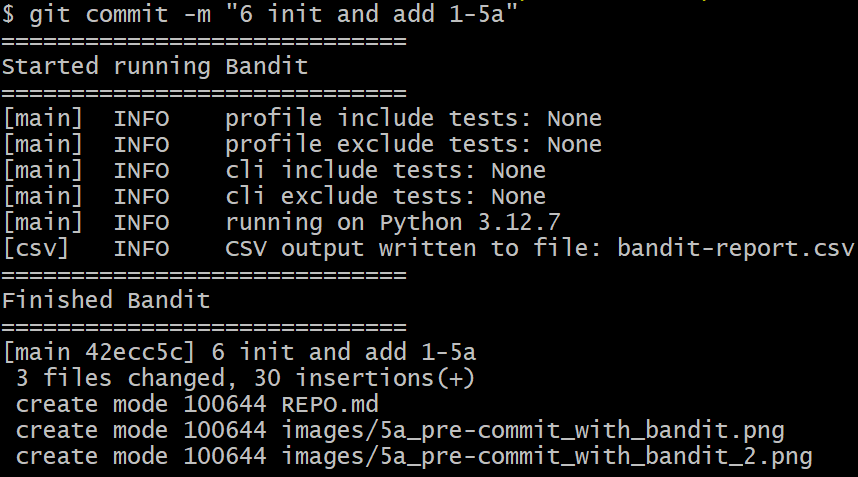 $ git commit -m "6 init and add 1-5a"
=============================
Started running Bandit
=============================
[main]  INFO    profile include tests: None
[main]  INFO    profile exclude tests: None
[main]  INFO    cli include tests: None
[main]  INFO    cli exclude tests: None
[main]  INFO    running on Python 3.12.7
[csv]   INFO    CSV output written to file: bandit-report.csv
=============================
Finished Bandit
=============================
[main 42ecc5c] 6 init and add 1-5a
 3 files changed, 30 insertions(+)
 create mode 100644 REPO.md
 create mode 100644 images/5a_pre-commit_with_bandit.png
 create mode 100644 images/5a_pre-commit_with_bandit_2.png